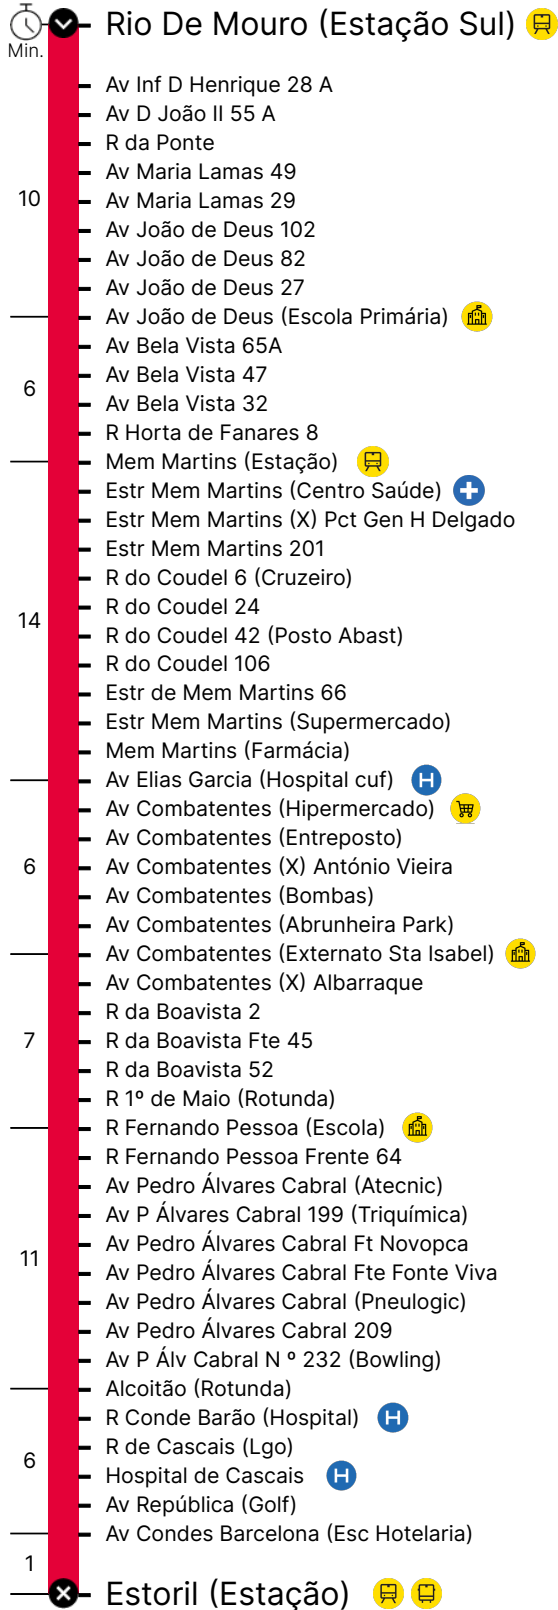 Rio De Mouro (Estação Sul)
Min.
Av Inf D Henrique 28 A
Av D João II 55 A
R da Ponte
Av Maria Lamas 49
10
Av Maria Lamas 29
Av João de Deus 102
Av João de Deus 82
Av João de Deus 27
Av João de Deus (Escola Primária)
Av Bela Vista 65A
Av Bela Vista 47
6
Av Bela Vista 32
R Horta de Fanares 8
Mem Martins (Estação)
Estr Mem Martins (Centro Saúde)
Estr Mem Martins (X) Pct Gen H Delgado
Estr Mem Martins 201
R do Coudel 6 (Cruzeiro)
R do Coudel 24
14
R do Coudel 42 (Posto Abast)
R do Coudel 106
Estr de Mem Martins 66
Estr Mem Martins (Supermercado)
Mem Martins (Farmácia)
Av Elias Garcia (Hospital cuf) H
Av Combatentes (Hipermercado)
Av Combatentes (Entreposto)
6
Av Combatentes (X) António Vieira
Av Combatentes (Bombas)
Av Combatentes (Abrunheira Park)
Av Combatentes (Externato Sta Isabel)
Av Combatentes (X) Albarraque
R da Boavista 2
7
R da Boavista Fte 45
R da Boavista 52
R 1º de Maio (Rotunda)
R Fernando Pessoa (Escola)
R Fernando Pessoa Frente 64
Av Pedro Álvares Cabral (Atecnic)
Av P Álvares Cabral 199 (Triquímica)
Av Pedro Álvares Cabral Ft Novopca
11
Av Pedro Álvares Cabral Fte Fonte Viva
Av Pedro Álvares Cabral (Pneulogic)
Av Pedro Álvares Cabral 209
Av P Álv Cabral N º 232 (Bowling)
Alcoitão (Rotunda)
R Conde Barão (Hospital) H
R de Cascais (Lgo)
6
Hospital de Cascais H
Av República (Golf)
Av Condes Barcelona (Esc Hotelaria)
1
Estoril (Estação)